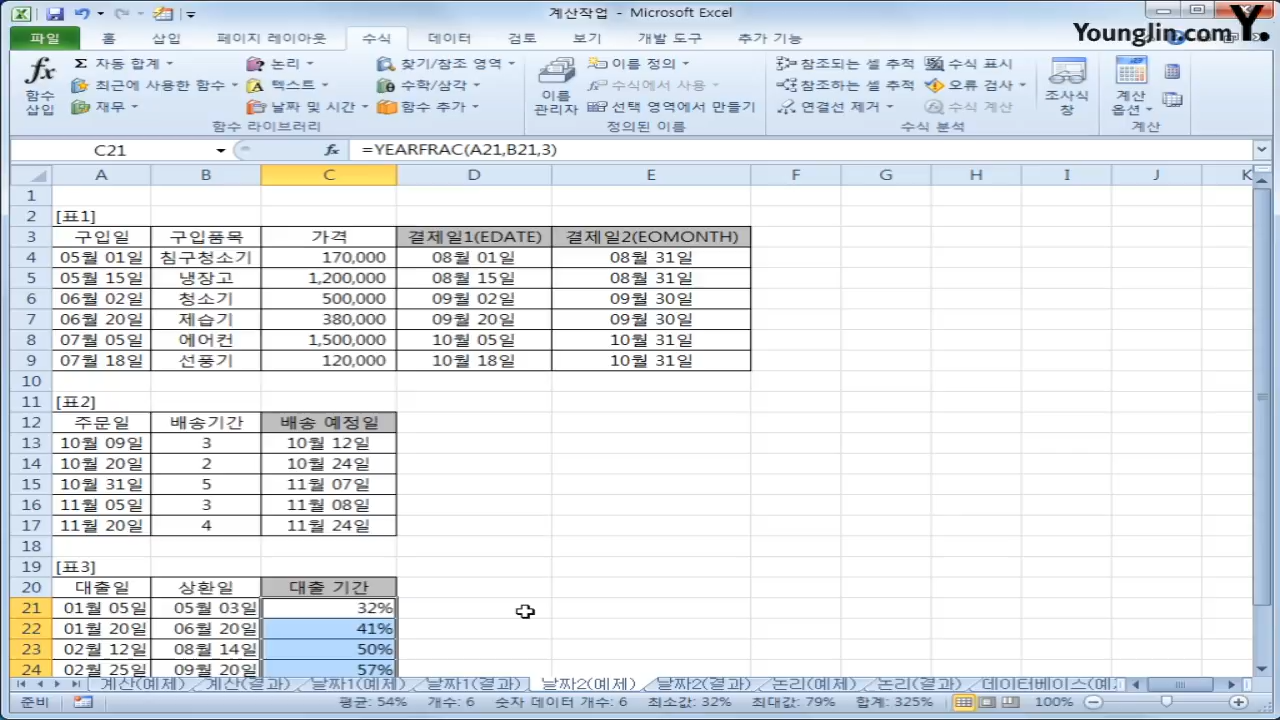 계산작업 - Microsoft Excel
Younglin.com Y.
파일 홈 삽입 페이지 레이아웃 수식 데이터 검토 보기 개발 도구 추가 기능
fx 함수 삽입
Σ 자동 합계
최근에 사용한 함수
재무
논리
텍스트
날짜 및 시간
찾기/참조 영역
수학/삼각
함수 추가
함수 라이브러리
이름 관리자
이름 정의
수식에서 사용
선택 영역에서 만들기
정의된 이름
참조되는 셀 추적
참조하는 셀 추적
연결선 제거
수식 표시
오류 검사
수식 계산
수식 분석
조사식 창
계산 옵션
계산
C21 fx =YEARFRAC(A21,B21,3)
A B C D E F G H I J K
1
2 [표1]
3 구입일 구입품목 가격 결제일1(EDATE) 결제일2(EOMONTH)
4 05월 01일 침구청소기 170,000 08월 01일 08월 31일
5 05월 15일 냉장고 1,200,000 08월 15일 08월 31일
6 06월 02일 청소기 500,000 09월 02일 09월 30일
7 06월 20일 제습기 380,000 09월 20일 09월 30일
8 07월 05일 에어컨 1,500,000 10월 05일 10월 31일
9 07월 18일 선풍기 120,000 10월 18일 10월 31일
10
11 [표2]
12 주문일 배송기간 배송 예정일
13 10월 09일 3 10월 12일
14 10월 20일 2 10월 24일
15 10월 31일 5 11월 07일
16 11월 05일 3 11월 08일
17 11월 20일 4 11월 24일
18
19 [표3]
20 대출일 상환일 대출 기간
21 01월 05일 05월 03일 32%
22 01월 20일 06월 20일 41%
23 02월 12일 08월 14일 50%
24 02월 25일 09월 20일 57%
계산(예제) 계산(결과) 날짜1(예제) 날짜1(결과) 날짜2(예제) 날짜2(결과) 논리(예제) 논리(결과) 데이터베이스(예
준비 평균: 54% 개수: 6 숫자 데이터 개수: 6 최소값: 32% 최대값: 79% 합계: 325% 100%